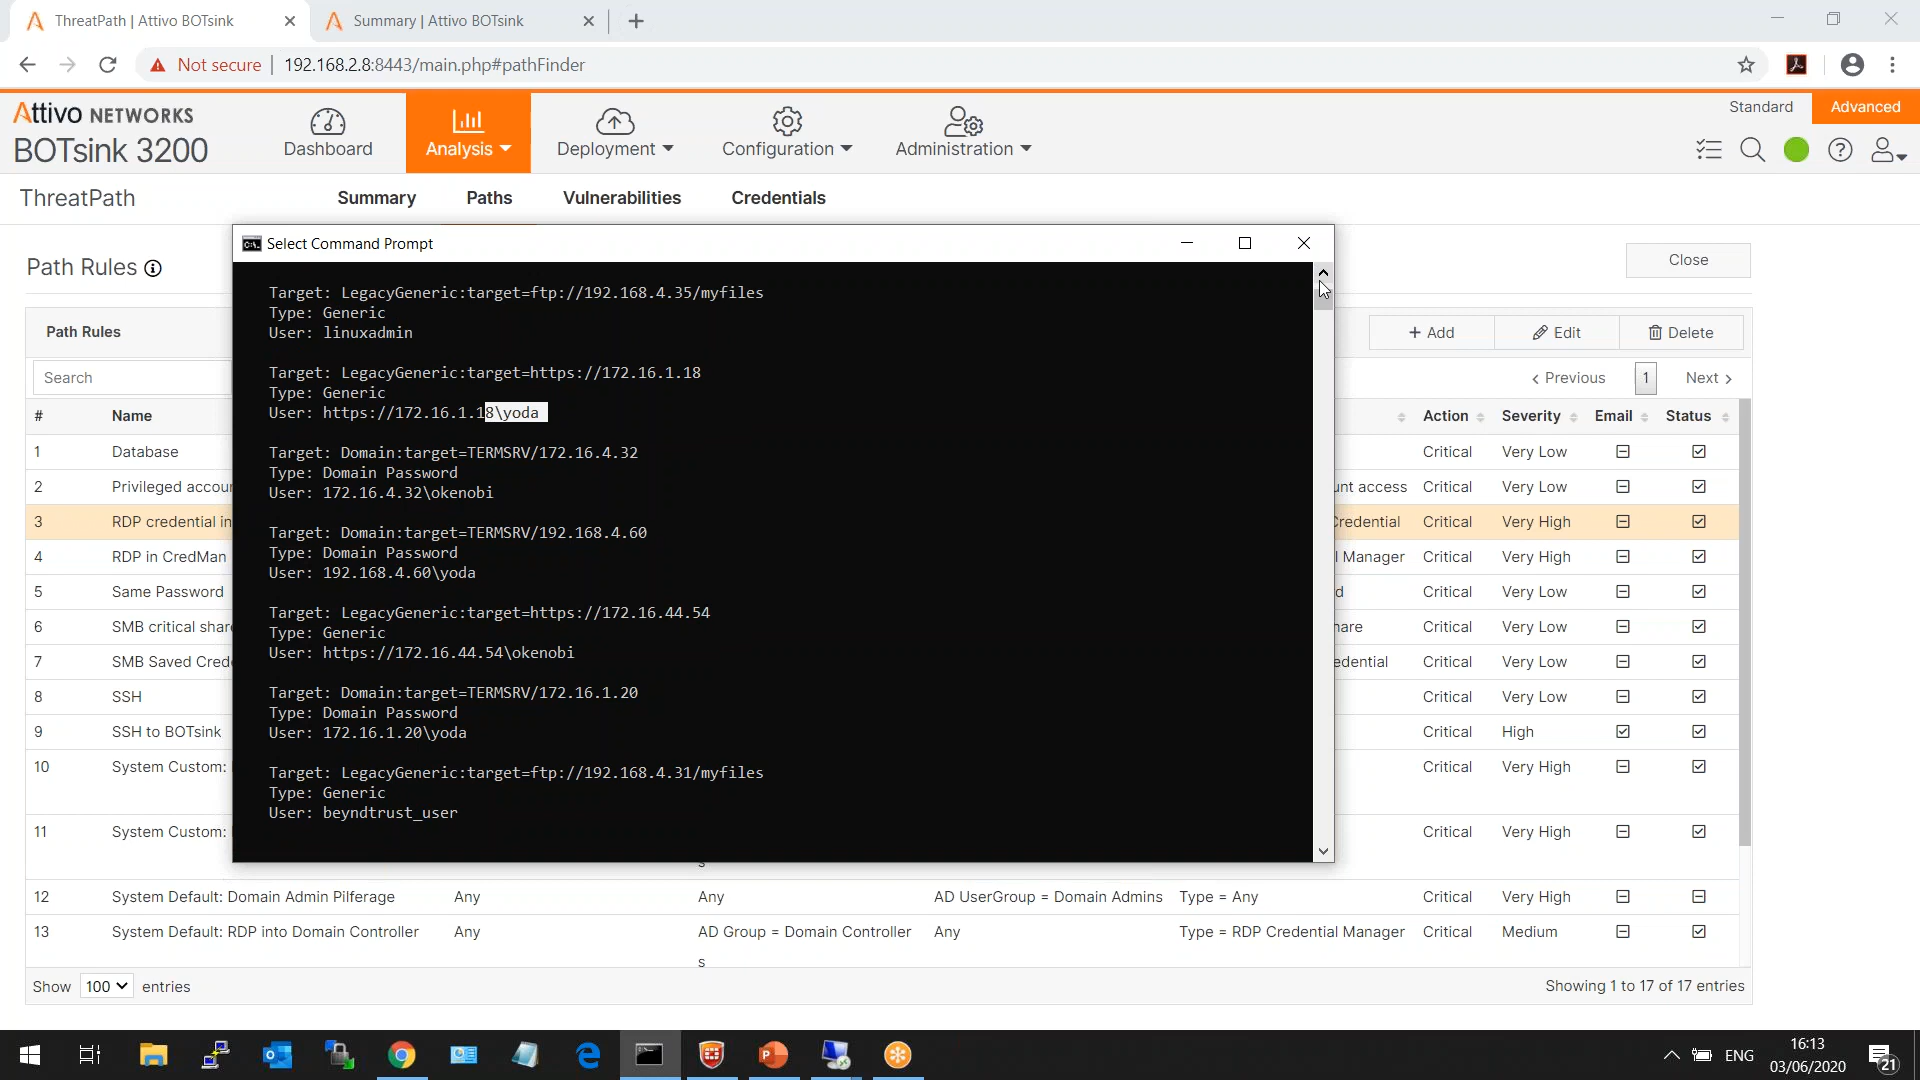 ThreatPath | Attivo BOTsink
Summary | Attivo BOTsink
Not secure
192.168.2.8:8443/main.php#pathFinder
Attivo NETWORKS
BOTsink 3200
Dashboard
Analysis
Deployment
Configuration
Administration
Standard
Advanced
ThreatPath
Summary
Paths
Vulnerabilities
Credentials
Path Rules
Close
Select Command Prompt
Target: LegacyGeneric:target=ftp://192.168.4.35/myfiles
Type: Generic
User: linuxadmin
Target: LegacyGeneric:target=https://172.16.1.18
Type: Generic
User: https://172.16.1.18\yoda
Target: Domain:target=TERMSRV/172.16.4.32
Type: Domain Password
User: 172.16.4.32\okenobi
Target: Domain:target=TERMSRV/192.168.4.60
Type: Domain Password
User: 192.168.4.60\yoda
Target: LegacyGeneric:target=https://172.16.44.54
Type: Generic
User: https://172.16.44.54\okenobi
Target: Domain:target=TERMSRV/172.16.1.20
Type: Domain Password
User: 172.16.1.20\yoda
Target: LegacyGeneric:target=ftp://192.168.4.31/myfiles
Type: Generic
User: beyndtrust_user
Path Rules
Add
Edit
Delete
Search
Previous 1 Next
# Name Action Severity Email Status
1 Database Critical Very Low
2 Privileged accou unt access Critical Very Low
3 RDP credential in Credential Critical Very High
4 RDP in CredMan l Manager Critical Very High
5 Same Password d Critical Very Low
6 SMB critical shar hare Critical Very Low
7 SMB Saved Cred edential Critical Very Low
8 SSH Critical Very Low
9 SSH to BOTsink Critical High
10 System Custom: Critical Very High
11 System Custom: Critical Very High
s
12 System Default: Domain Admin Pilferage Any Any AD UserGroup = Domain Admins Type = Any Critical Very High
13 System Default: RDP into Domain Controller Any AD Group = Domain Controller Any Type = RDP Credential Manager Critical Medium
s
Show 100 entries
Showing 1 to 17 of 17 entries
ENG
16:13
03/06/2020
21